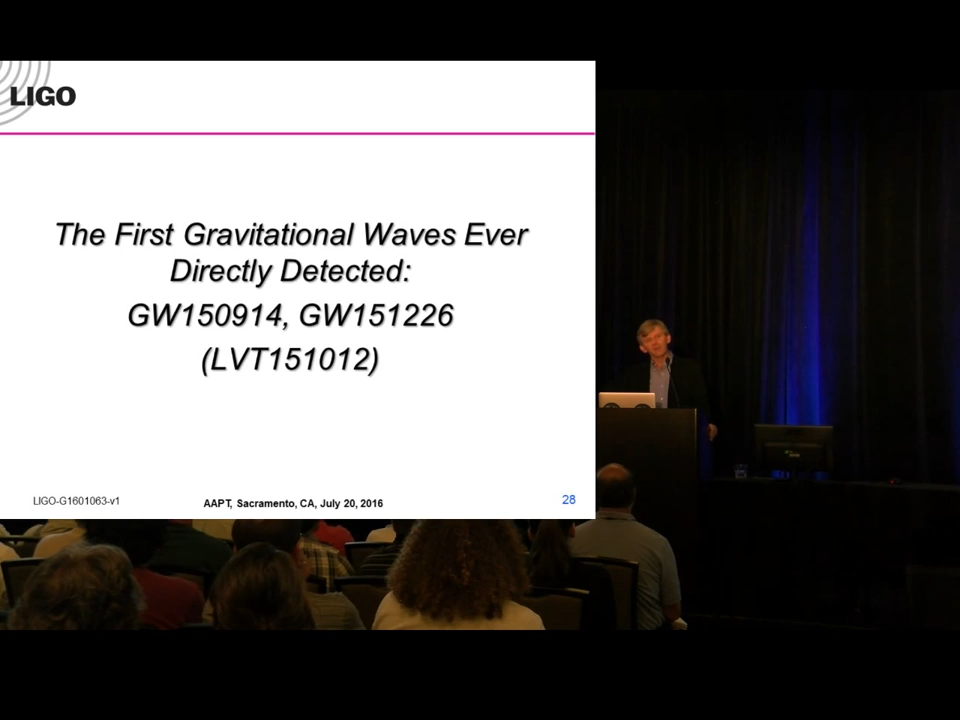 LIGO
The First Gravitational Waves Ever
Directly Detected:
GW150914, GW151226
(LVT151012)
LIGO-G1601063-v1
AAPT, Sacramento, CA, July 20, 2016
28